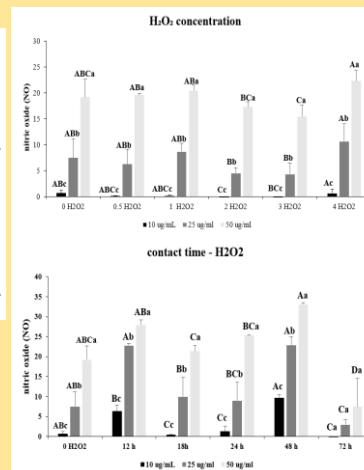 H₂O₂ concentration
nitric oxide (NO)
30
25
20
15
10
5
0
ABc ABb ABCa
ABCc ABb ABa
ABCc ABb ABa
Cc Bb BCa
BCc Bb Ca
Ac Ab Aa
0 H2O2 0.5 H2O2 1 H2O2 2 H2O2 3 H2O2 4 H2O2
10 ug/mL 25 ug/ml 50 ug/ml
contact time - H2O2
nitric oxide (NO)
40
35
30
25
20
15
10
5
0
ABc ABb ABCa
Bc Ab ABa
Cc Bb Ca
Cc BCb BCa
Ac Ab Aa
Ca Ca Da
0 H2O2 12 h 18h 24 h 48 h 72 h
10 ug/mL 25 ug/ml 50 ug/ml